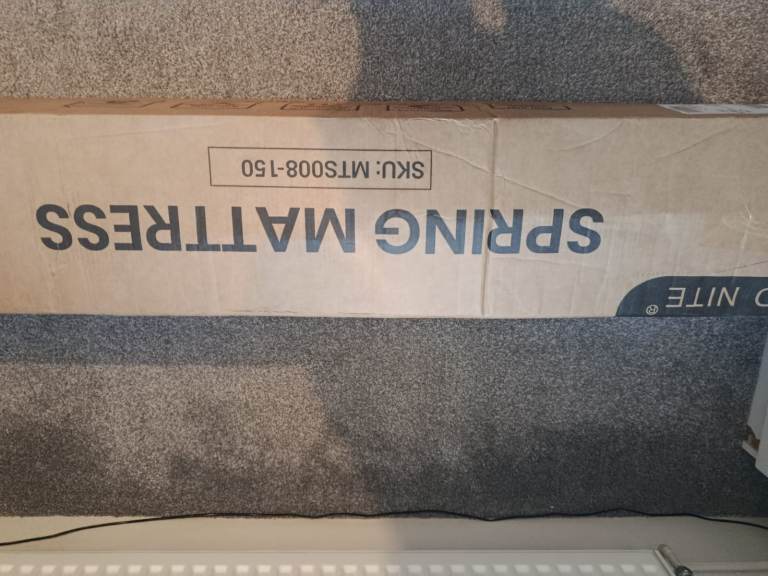 NITE ®
SPRING MATTRESS
SKU: MTS008-150